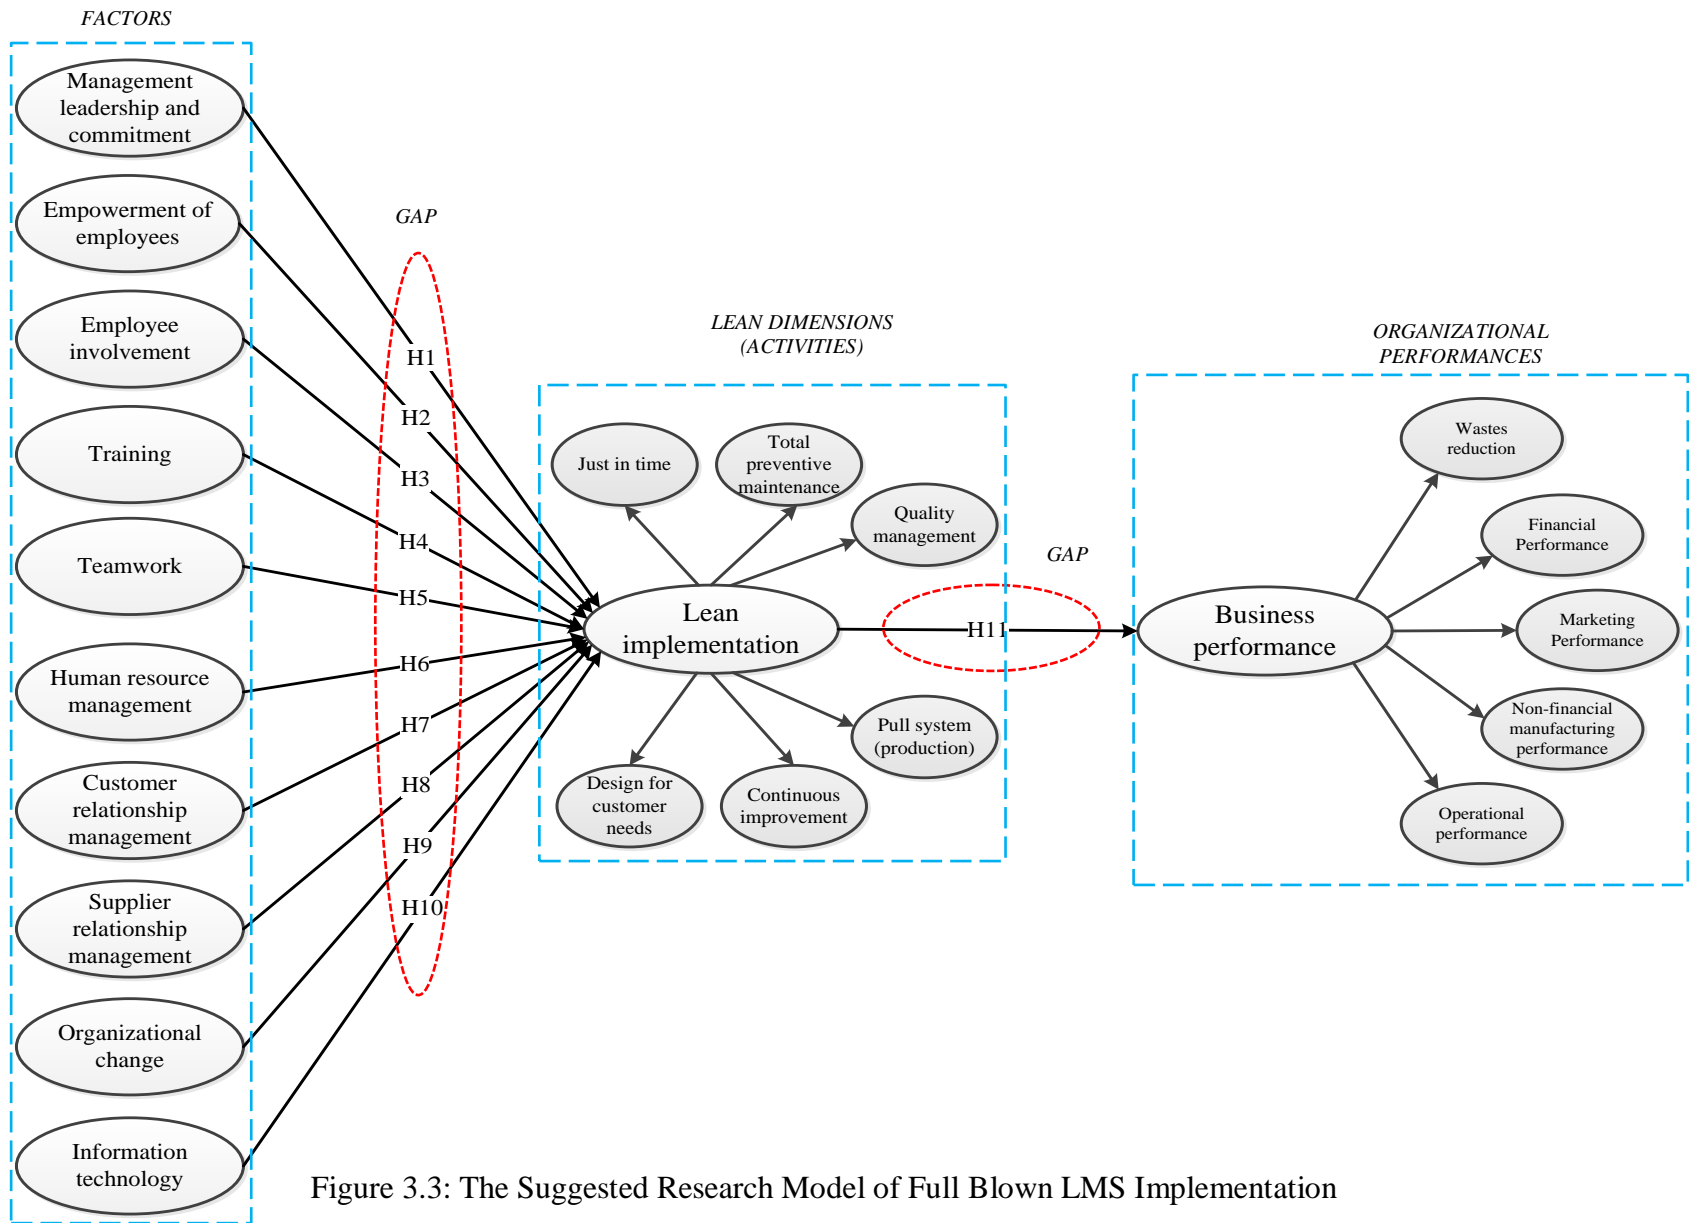 FACTORS
Management
leadership and
commitment
Empowerment of
employees
Employee
involvement
Training
Teamwork
Human resource
management
Customer
relationship
management
Supplier
relationship
management
Organizational
change
Information
technology
GAP
H1
H2
H3
H4
H5
H6
H7
H8
H9
H10
LEAN DIMENSIONS
(ACTIVITIES)
Just in time
Total
preventive
maintenance
Quality
management
Lean
implementation
Pull system
(production)
Design for
customer
needs
Continuous
improvement
GAP
H11
ORGANIZATIONAL
PERFORMANCES
Business
performance
Wastes
reduction
Financial
Performance
Marketing
Performance
Non-financial
manufacturing
performance
Operational
performance
Figure 3.3: The Suggested Research Model of Full Blown LMS Implementation